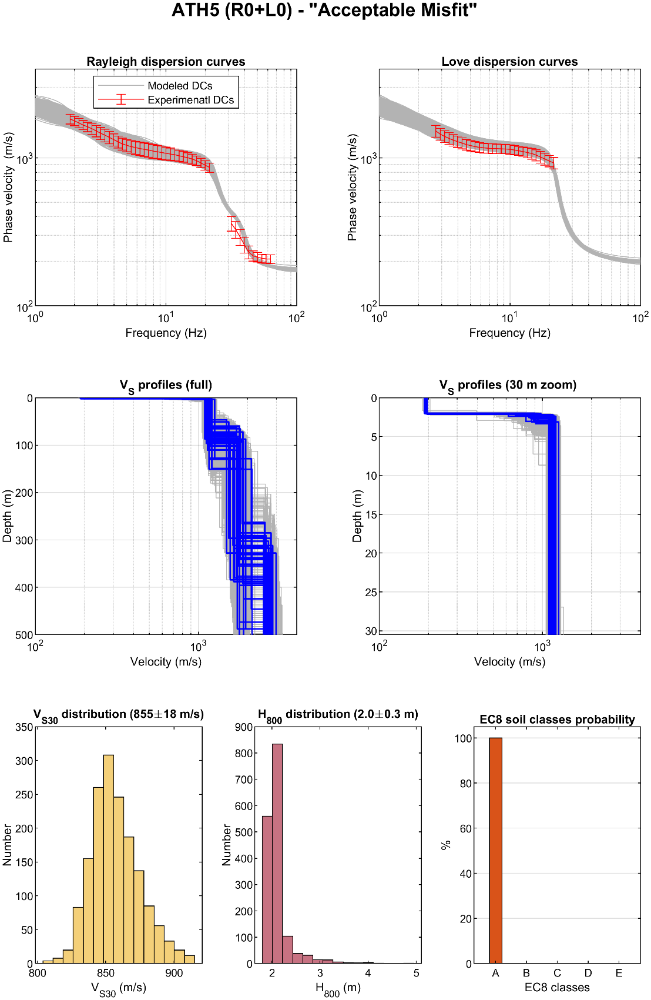 ATH5 (R0+L0) - "Acceptable Misfit"
Rayleigh dispersion curves
Modeled DCs
Experimenatl DCs
Phase velocity (m/s)
10^3
10^2
10^0
10^1
10^2
Frequency (Hz)
Love dispersion curves
Phase velocity (m/s)
10^3
10^2
10^0
10^1
10^2
Frequency (Hz)
V_S profiles (full)
Depth (m)
0
100
200
300
400
500
10^2
10^3
Velocity (m/s)
V_S profiles (30 m zoom)
Depth (m)
0
5
10
15
20
25
30
10^2
10^3
Velocity (m/s)
V_S30 distribution (855±18 m/s)
Number
350
300
250
200
150
100
50
0
800
850
900
V_S30 (m/s)
H_800 distribution (2.0±0.3 m)
Number
900
800
700
600
500
400
300
200
100
0
2
3
4
5
H_800 (m)
EC8 soil classes probability
%
100
80
60
40
20
0
A
B
C
D
E
EC8 classes